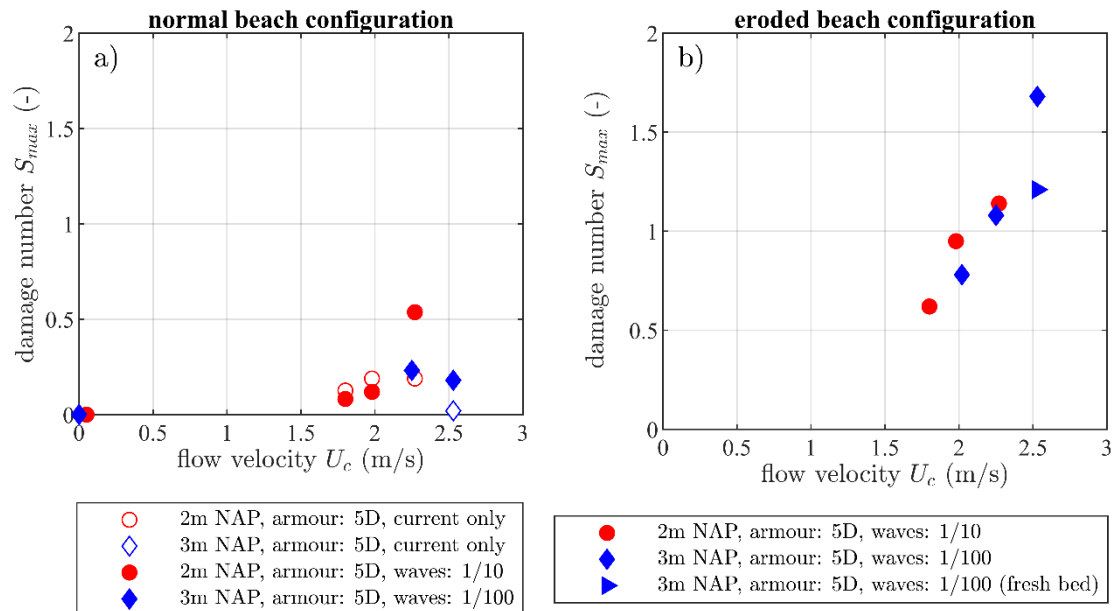 normal beach configuration
a)
2
1.5
1
0.5
0
0
0.5
1
1.5
2
2.5
3
damage number S_max (-)
flow velocity U_c (m/s)
2m NAP, armour: 5D, current only
3m NAP, armour: 5D, current only
2m NAP, armour: 5D, waves: 1/10
3m NAP, armour: 5D, waves: 1/100
eroded beach configuration
b)
2
1.5
1
0.5
0
0
0.5
1
1.5
2
2.5
3
damage number S_max (-)
flow velocity U_c (m/s)
2m NAP, armour: 5D, waves: 1/10
3m NAP, armour: 5D, waves: 1/100
3m NAP, armour: 5D, waves: 1/100 (fresh bed)